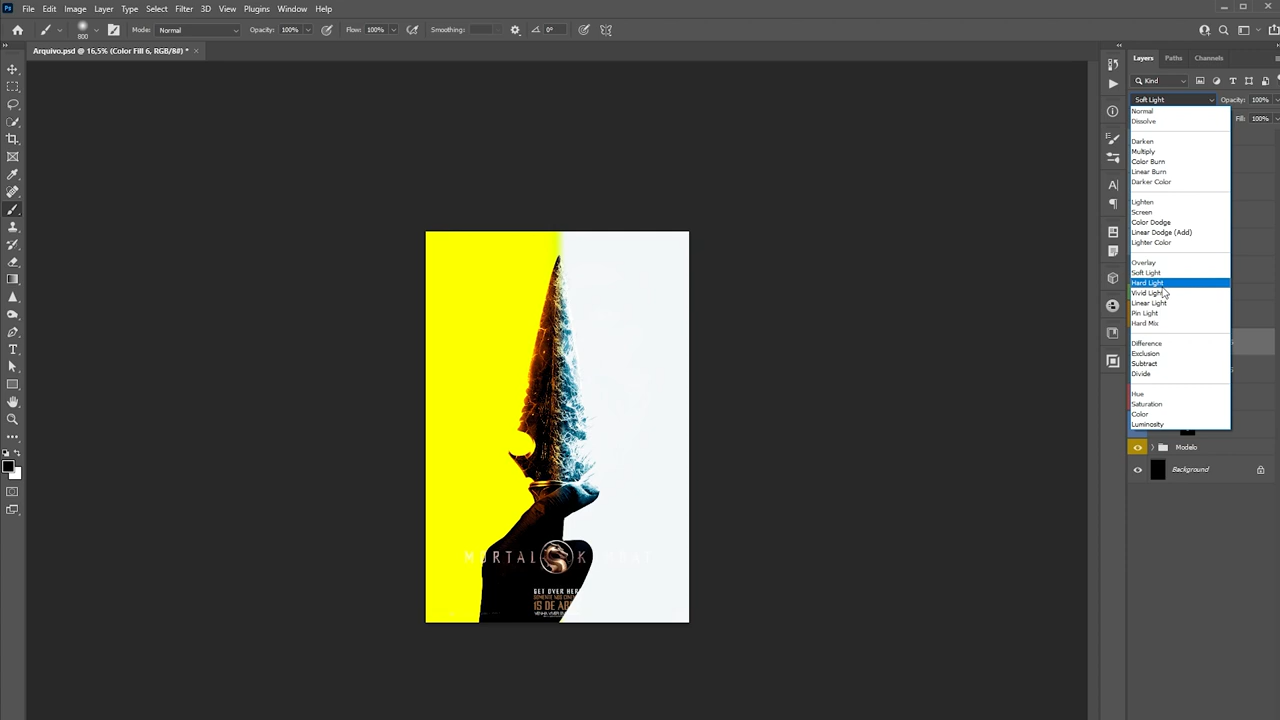 Ps File Edit Image Layer Type Select Filter 3D View Plugins Window Help
800 Mode: Normal Opacity: 100% Flow: 100% Smoothing: 0°
Arquivo.psd @ 16,5% (Color Fill 6, RGB/8#) * ×
Layers Paths Channels
Kind
Soft Light Opacity: 100%
Fill: 100%
Normal
Dissolve
Darken
Multiply
Color Burn
Linear Burn
Darker Color
Lighten
Screen
Color Dodge
Linear Dodge (Add)
Lighter Color
Overlay
Soft Light
Hard Light
Vivid Light
Linear Light
Pin Light
Hard Mix
Difference
Exclusion
Subtract
Divide
Hue
Saturation
Color
Luminosity
Modelo
Background
MORTAL K
GET OVER HER
15 DE AB